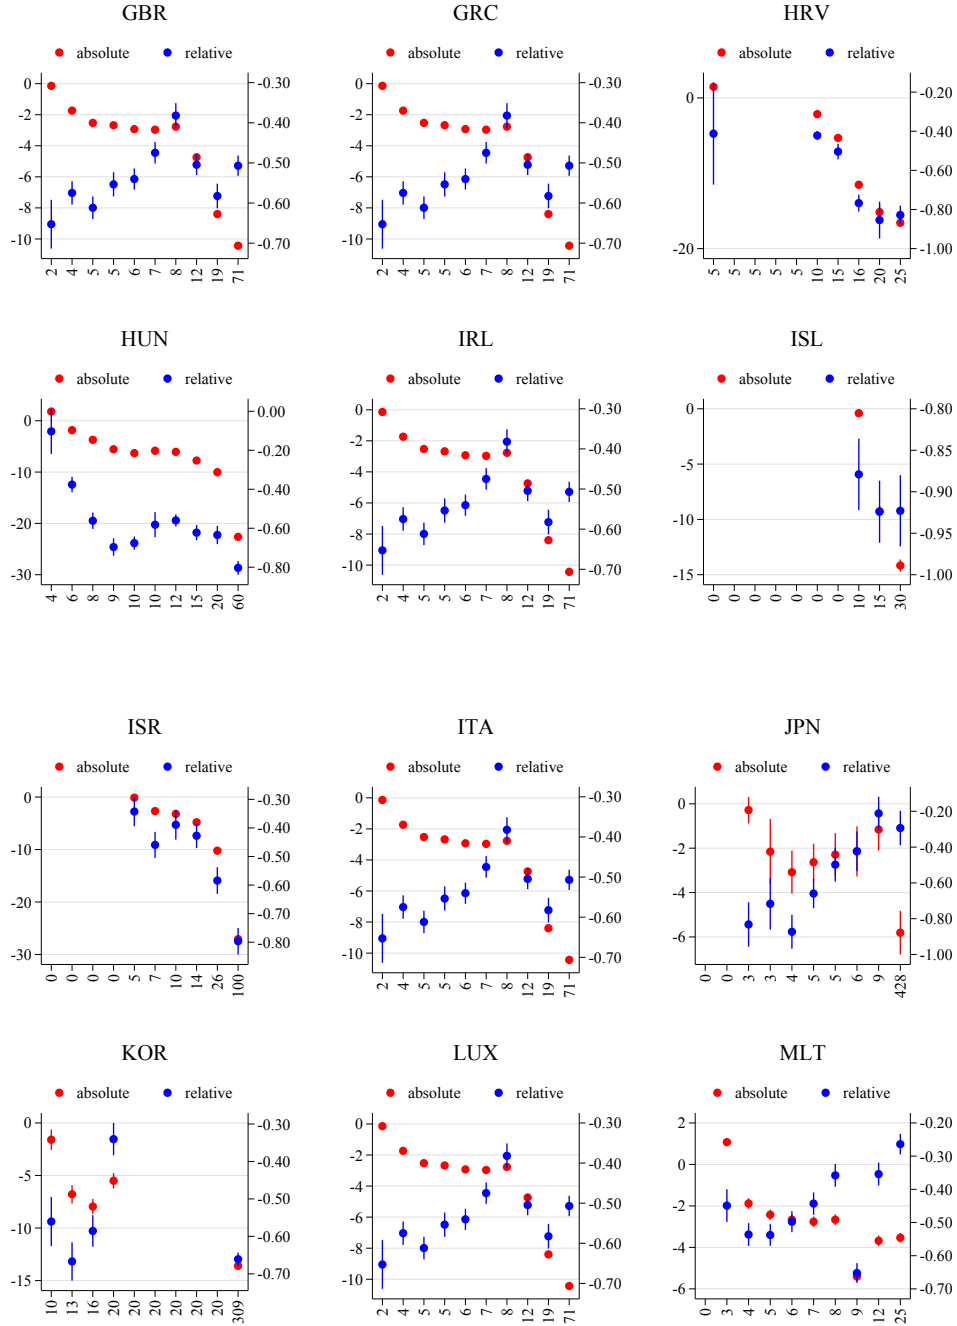 GBR GRC HRV
absolute relative absolute relative absolute relative
0 -0.30 0 -0.30 0 -0.20
-2 -0.40 -2 -0.40 -0.40
-4 -0.50 -4 -0.50 -0.60
-6 -0.60 -6 -0.60 -0.80
-8 -0.70 -8 -0.70 -20 -1.00
-10 -10
2 4 5 5 6 7 8 12 19 71 2 4 5 5 6 7 8 12 19 71 5 5 5 5 5 10 15 16 20 25
HUN IRL ISL
absolute relative absolute relative absolute relative
0 0.00 0 -0.30 0 -0.80
-10 -0.20 -2 -0.40 -5 -0.85
-20 -0.40 -4 -0.50 -10 -0.90
-30 -0.60 -6 -0.60 -15 -0.95
-0.80 -8 -0.70 -1.00
-10
4 6 8 9 10 10 12 15 20 60 2 4 5 5 6 7 8 12 19 71 0 0 0 0 0 0 0 10 15 30
ISR ITA JPN
absolute relative absolute relative absolute relative
0 -0.30 0 -0.30 0 -0.20
-10 -0.40 -2 -0.40 -2 -0.40
-20 -0.50 -4 -0.50 -4 -0.60
-30 -0.60 -6 -0.60 -6 -0.80
-0.70 -8 -0.70 -1.00
-0.80 -10
0 0 0 0 5 7 10 14 26 100 2 4 5 5 6 7 8 12 19 71 0 0 3 3 4 5 5 6 9 428
KOR LUX MLT
absolute relative absolute relative absolute relative
0 -0.30 0 -0.30 2 -0.20
-5 -0.40 -2 -0.40 0 -0.30
-10 -0.50 -4 -0.50 -2 -0.40
-15 -0.60 -6 -0.60 -4 -0.50
-0.70 -8 -0.70 -6 -0.60
-10 -0.70
10 13 16 20 20 20 20 20 20 309 2 4 5 5 6 7 8 12 19 71 0 3 4 5 6 7 8 9 12 25